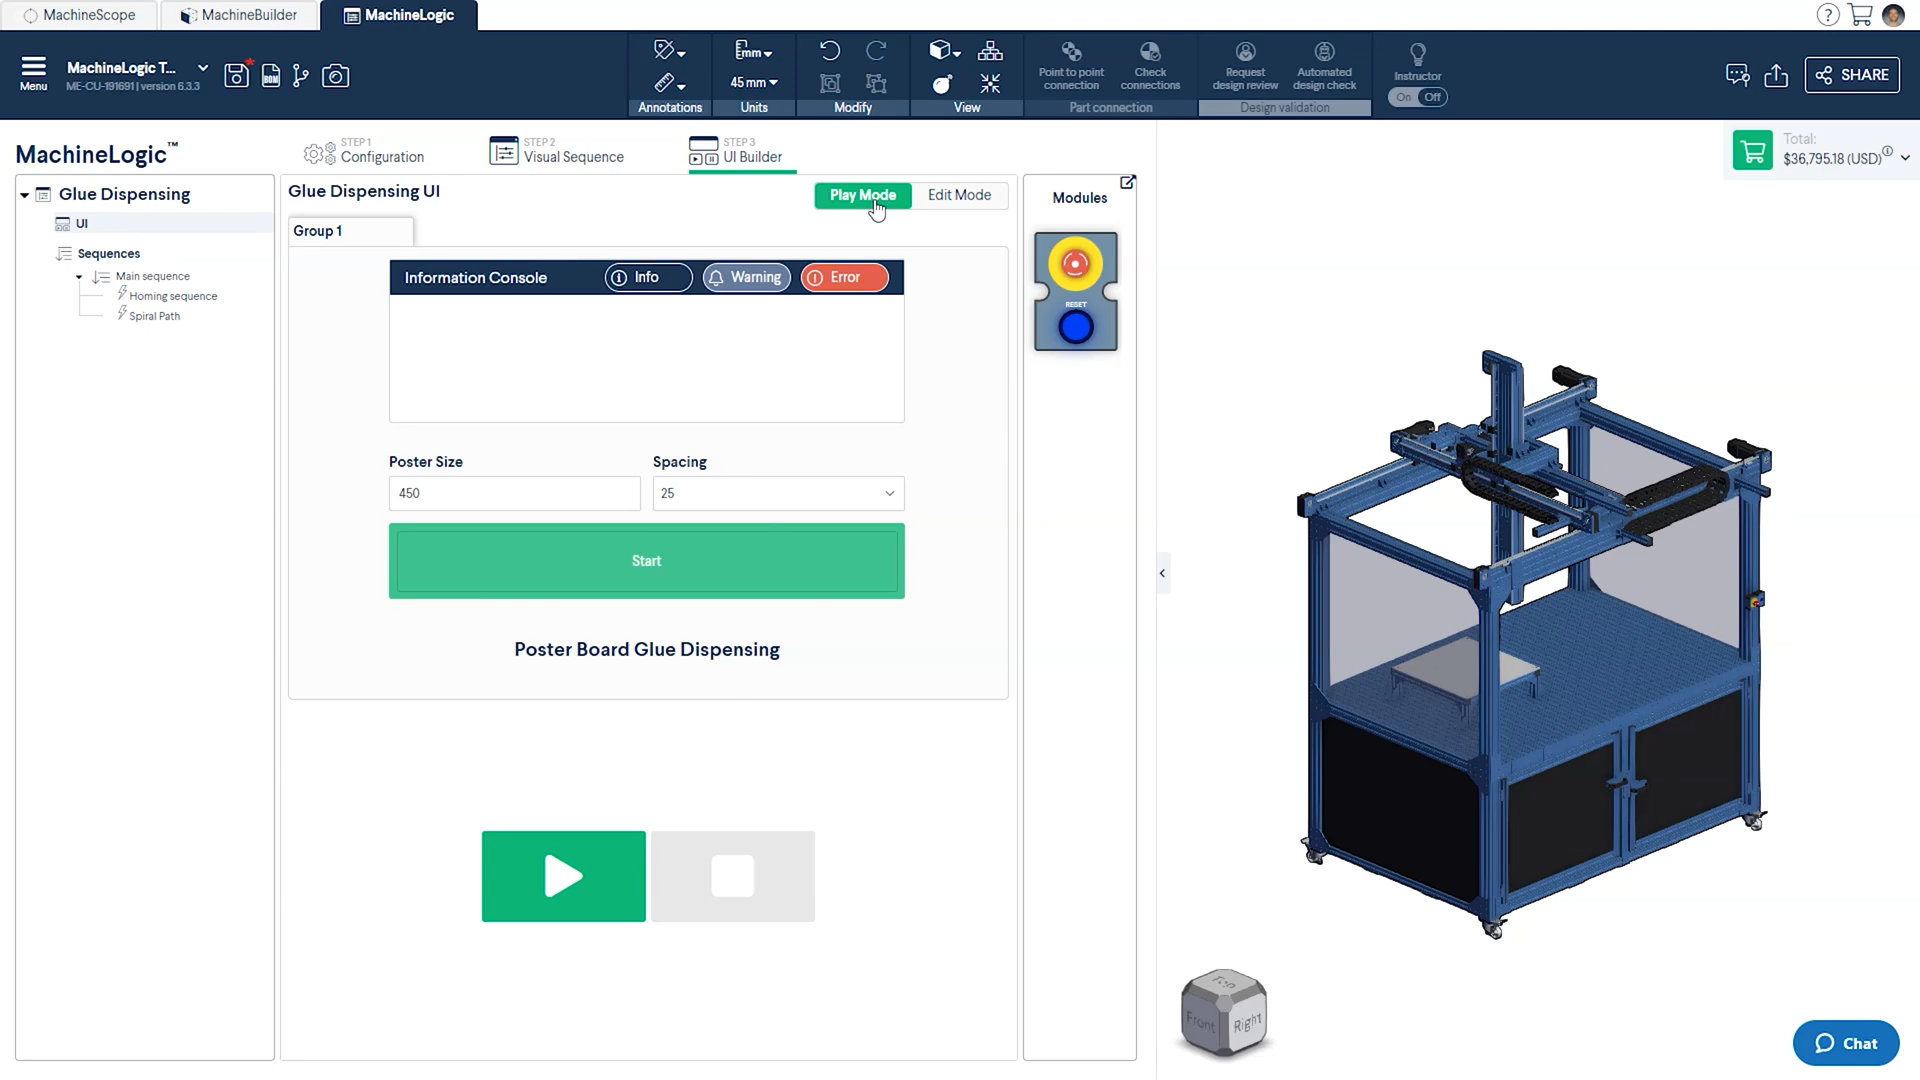 MachineScope
MachineBuilder
MachineLogic
?
Menu
MachineLogic T...
ME-CU-191691 | version 6.3.3
BOM
mm
45 mm
Annotations
Units
Modify
View
Point to point
connection
Check
connections
Part connection
Request
design review
Automated
design check
Design validation
Instructor
On Off
SHARE
MachineLogic™
STEP 1
Configuration
STEP 2
Visual Sequence
STEP 3
UI Builder
Total:
$36,795.18 (USD)
Glue Dispensing
UI
Sequences
Main sequence
Homing sequence
Spiral Path
Glue Dispensing UI
Play Mode
Edit Mode
Group 1
Information Console
Info
Warning
Error
Poster Size
Spacing
450
25
Start
Poster Board Glue Dispensing
Modules
RESET
Top
Front
Right
Chat